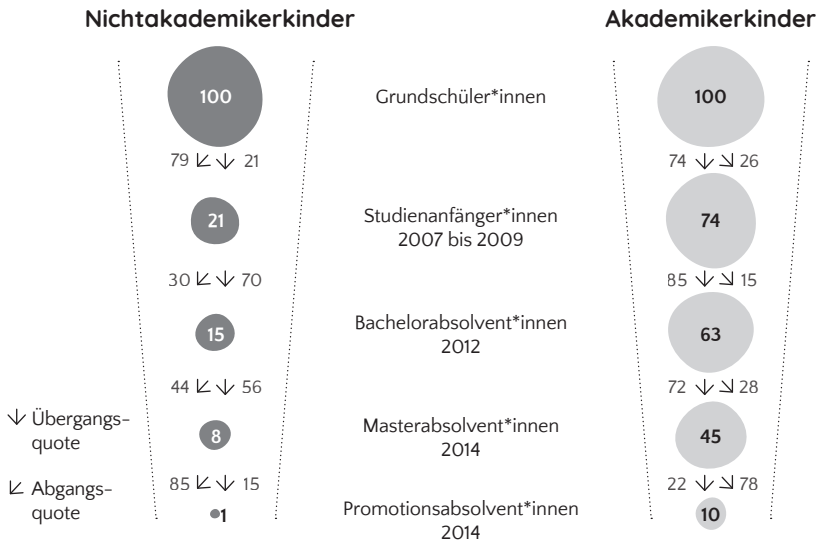 Nichtakademikerkinder Akademikerkinder
100 Grundschüler*innen 100
79 21 74 26
21 Studienanfänger*innen 74
2007 bis 2009
30 70 85 15
15 Bachelorabsolvent*innen 63
2012
44 56 72 28
Übergangs-
quote
8 Masterabsolvent*innen 45
2014
Abgangs-
quote
85 15 22 78
1 Promotionsabsolvent*innen 10
2014